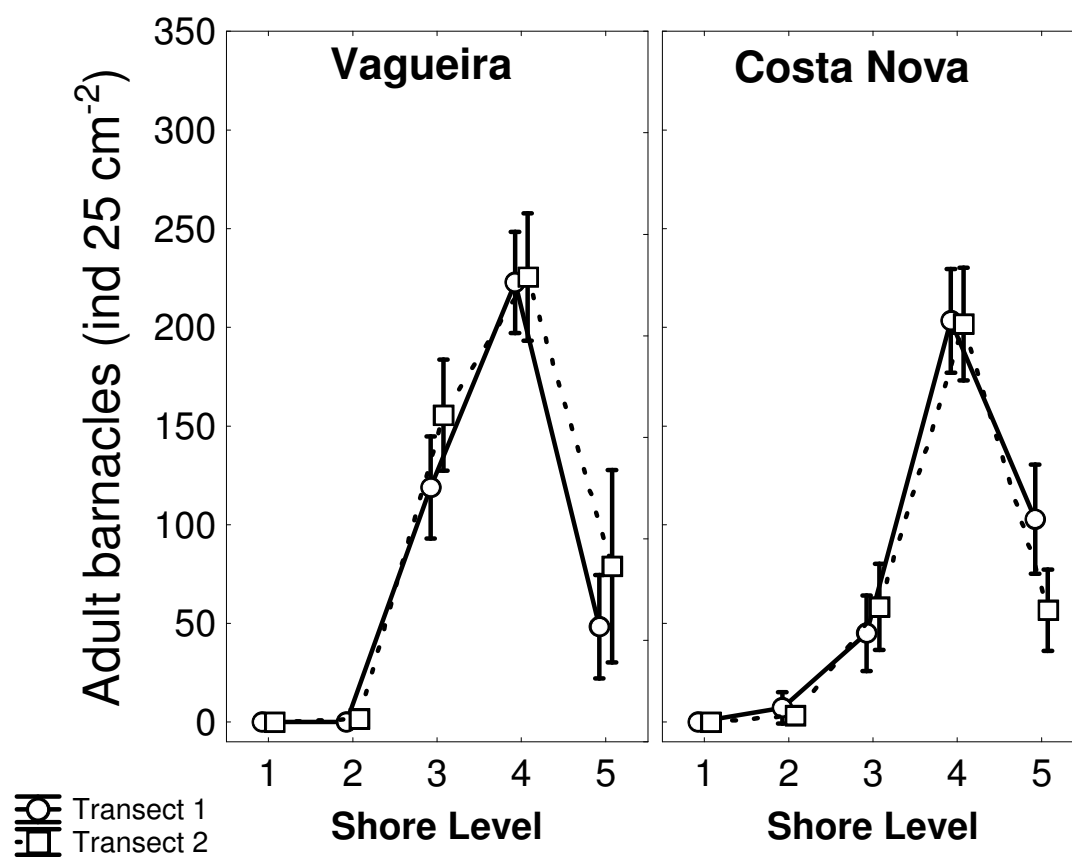 Adult barnacles (ind 25 cm-2)
350
300
250
200
150
100
50
0
Vagueira
Costa Nova
1 2 3 4 5
1 2 3 4 5
Shore Level
Shore Level
Transect 1
Transect 2